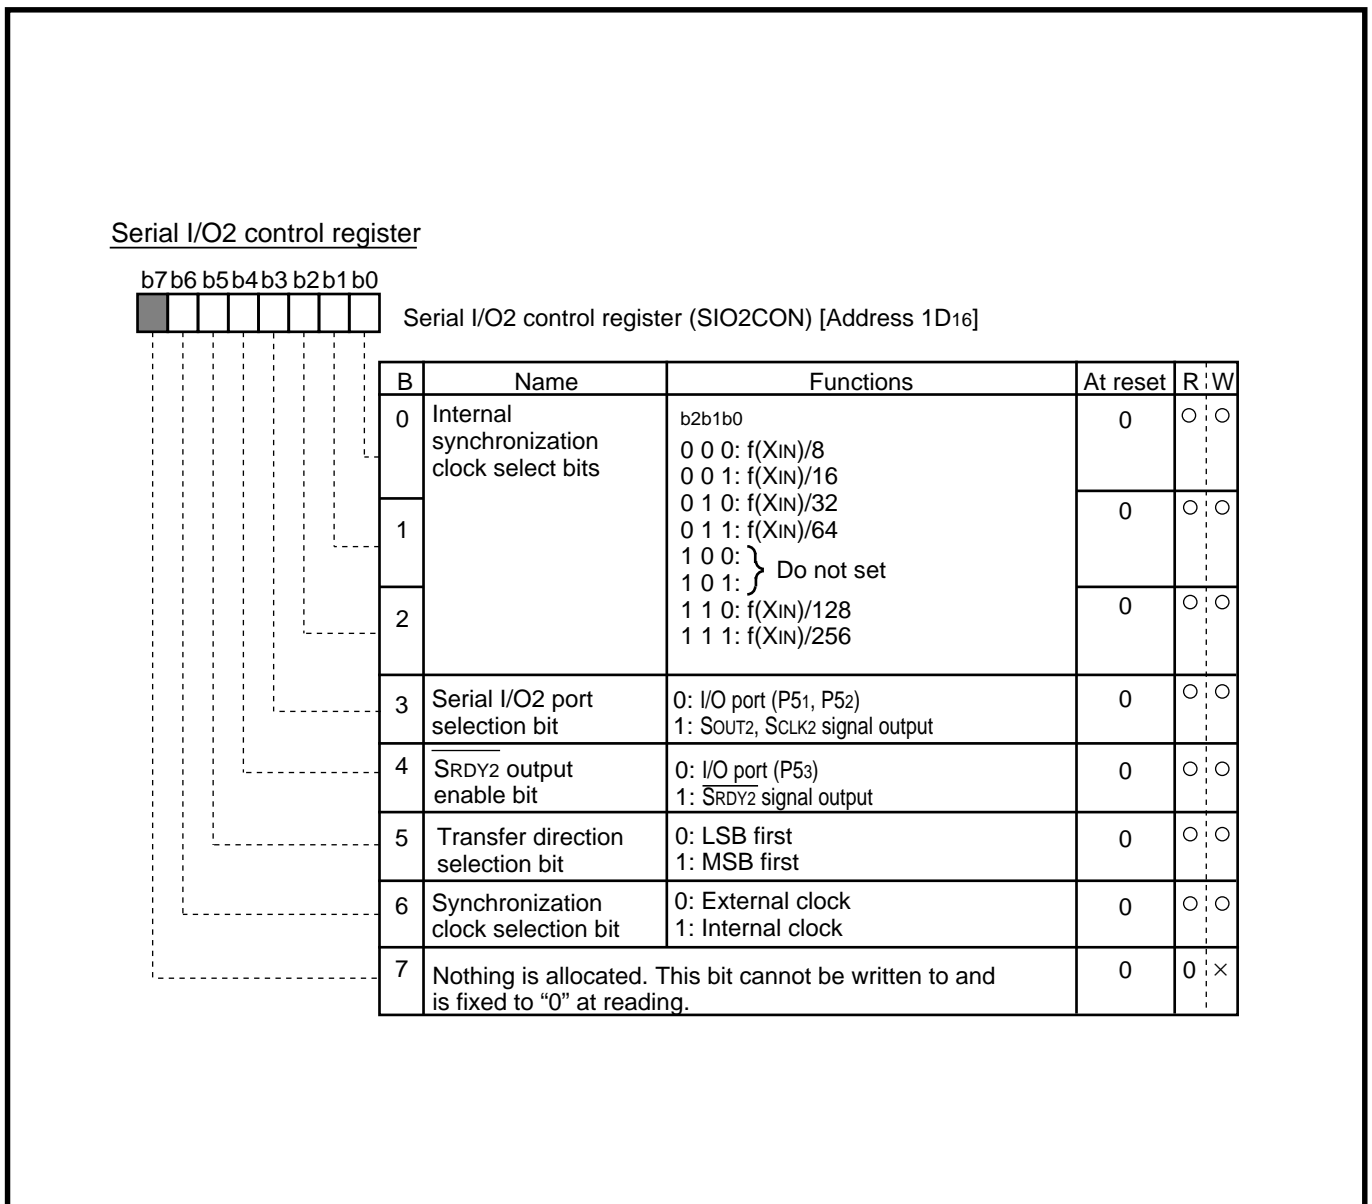 Serial I/O2 control register
b7 b6 b5 b4 b3 b2 b1 b0
Serial I/O2 control register (SIO2CON) [Address 1D16]
B Name Functions At reset R W
0 Internal
synchronization
clock select bits
b2b1b0
0 0 0: f(XIN)/8
0 0 1: f(XIN)/16
0 1 0: f(XIN)/32
0 1 1: f(XIN)/64
1 0 0:
1 0 1:
} Do not set
1 1 0: f(XIN)/128
1 1 1: f(XIN)/256
0 ○ ○
1 0 ○ ○
2 0 ○ ○
3 Serial I/O2 port
selection bit
0: I/O port (P51, P52)
1: SOUT2, SCLK2 signal output
0 ○ ○
4 SRDY2 output
enable bit
0: I/O port (P53)
1: SRDY2 signal output
0 ○ ○
5 Transfer direction
selection bit
0: LSB first
1: MSB first
0 ○ ○
6 Synchronization
clock selection bit
0: External clock
1: Internal clock
0 ○ ○
7 Nothing is allocated. This bit cannot be written to and
is fixed to “0” at reading.
0 0 ×